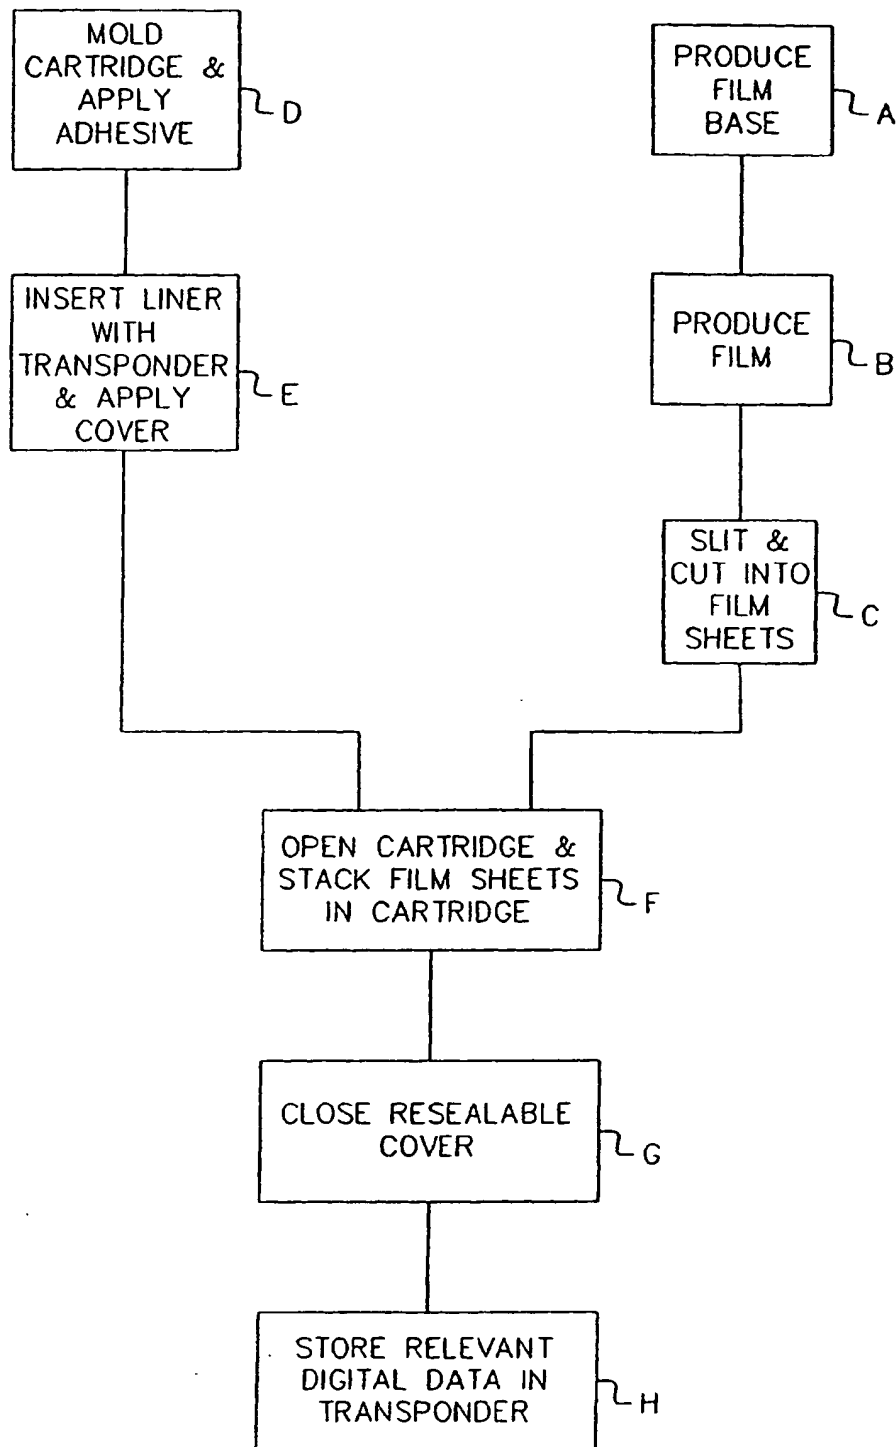 MOLD
CARTRIDGE &
APPLY
ADHESIVE
D
PRODUCE
FILM
BASE
A
INSERT LINER
WITH
TRANSPONDER
& APPLY
COVER
E
PRODUCE
FILM
B
SLIT &
CUT INTO
FILM
SHEETS
C
OPEN CARTRIDGE &
STACK FILM SHEETS
IN CARTRIDGE
F
CLOSE RESEALABLE
COVER
G
STORE RELEVANT
DIGITAL DATA IN
TRANSPONDER
H